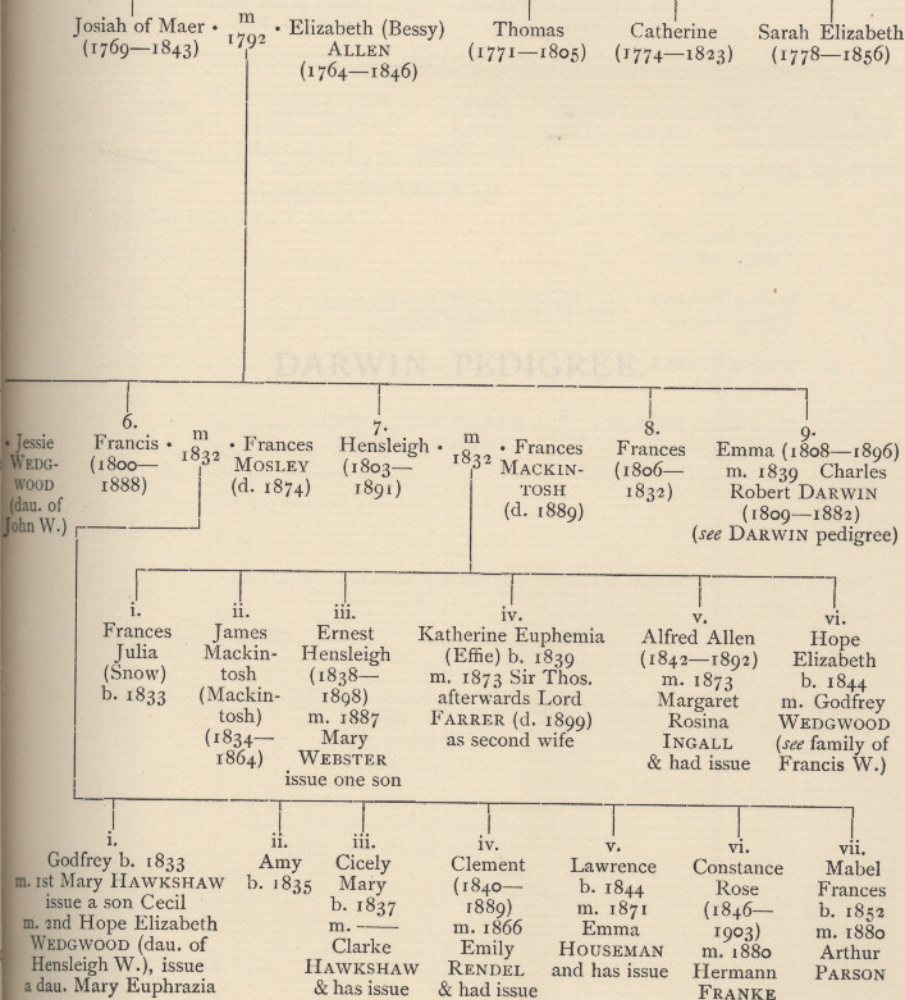 Josiah of Maer • m 1792 • Elizabeth (Bessy)
(1769—1843)
ALLEN
(1764—1846)
Thomas
(1771—1805)
Catherine
(1774—1823)
Sarah Elizabeth
(1778—1856)
DARWIN PEDIGREE
• Jessie
WEDG-
WOOD
(dau. of
John W.)
6.
Francis •
(1800—
1888)
m
1832
• Frances
MOSLEY
(d. 1874)
7.
Hensleigh •
(1803—
1891)
m
1832
• Frances
MACKIN-
TOSH
(d. 1889)
8.
Frances
(1806—
1832)
9.
Emma (1808—1896)
m. 1839 Charles
Robert DARWIN
(1809—1882)
(see DARWIN pedigree)
i.
Frances
Julia
(Snow)
b. 1833
ii.
James
Mackin-
tosh
(Mackin-
tosh)
(1834—
1864)
iii.
Ernest
Hensleigh
(1838—
1898)
m. 1887
Mary
WEBSTER
issue one son
iv.
Katherine Euphemia
(Effie) b. 1839
m. 1873 Sir Thos.
afterwards Lord
FARRER (d. 1899)
as second wife
v.
Alfred Allen
(1842—1892)
m. 1873
Margaret
Rosina
INGALL
& had issue
vi.
Hope
Elizabeth
b. 1844
m. Godfrey
WEDGWOOD
(see family of
Francis W.)
i.
Godfrey b. 1833
m. 1st Mary HAWKSHAW
issue a son Cecil
m. 2nd Hope Elizabeth
WEDGWOOD (dau. of
Hensleigh W.), issue
a dau. Mary Euphrazia
ii.
Amy
b. 1835
iii.
Cicely
Mary
b. 1837
m. ——
Clarke
HAWKSHAW
& has issue
iv.
Clement
(1840—
1889)
m. 1866
Emily
RENDEL
& had issue
v.
Lawrence
b. 1844
m. 1871
Emma
HOUSEMAN
and has issue
vi.
Constance
Rose
(1846—
1903)
m. 1880
Hermann
FRANKE
vii.
Mabel
Frances
b. 1852
m. 1880
Arthur
PARSON